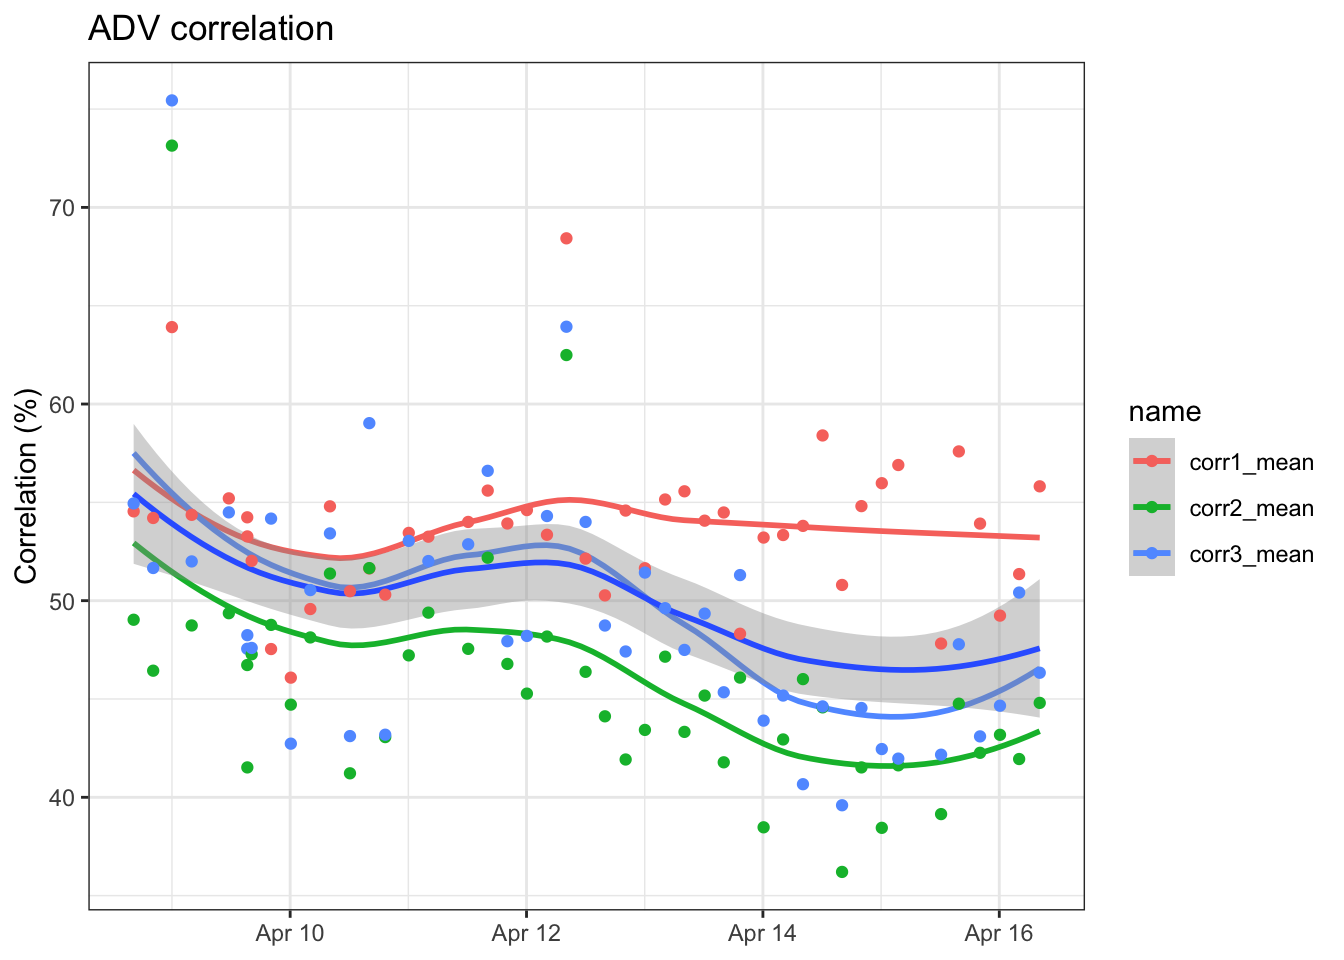 ADV correlation
Correlation (%)
70
60
50
40
Apr 10
Apr 12
Apr 14
Apr 16
name
corr1_mean
corr2_mean
corr3_mean